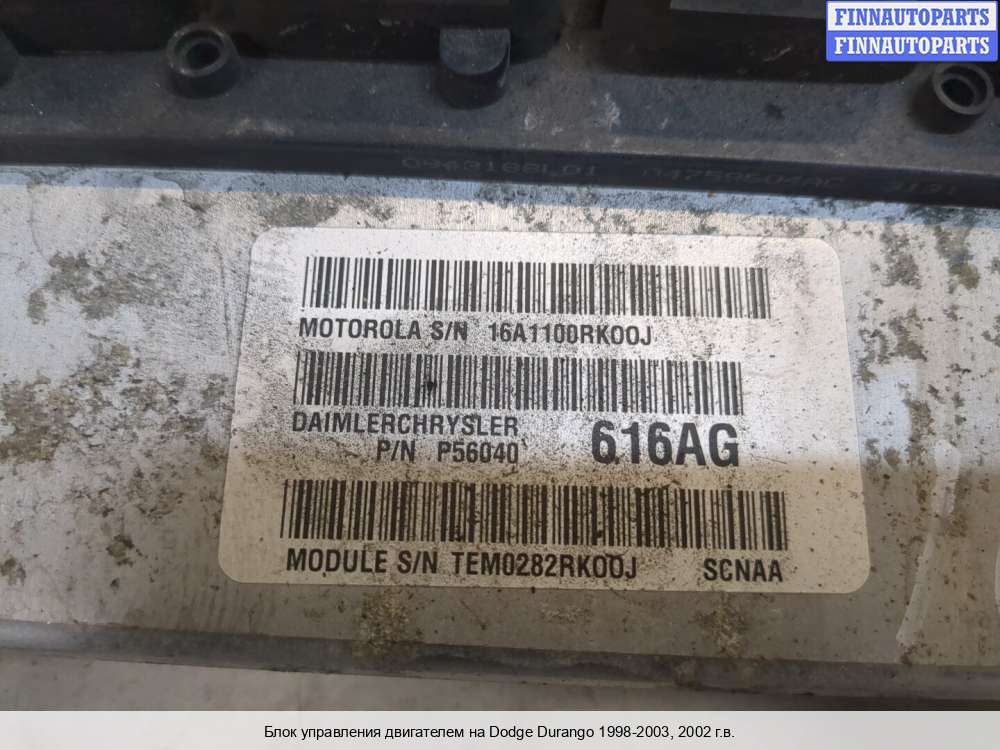 FINNAUTOPARTS
FINNAUTOPARTS
MOTOROLA S/N 16A1100RK00J
DAIMLERCHRYSLER
P/N P56040 616AG
MODULE S/N TEM0282RK00J SCNAA
Блок управления двигателем на Dodge Durango 1998-2003, 2002 г.в.